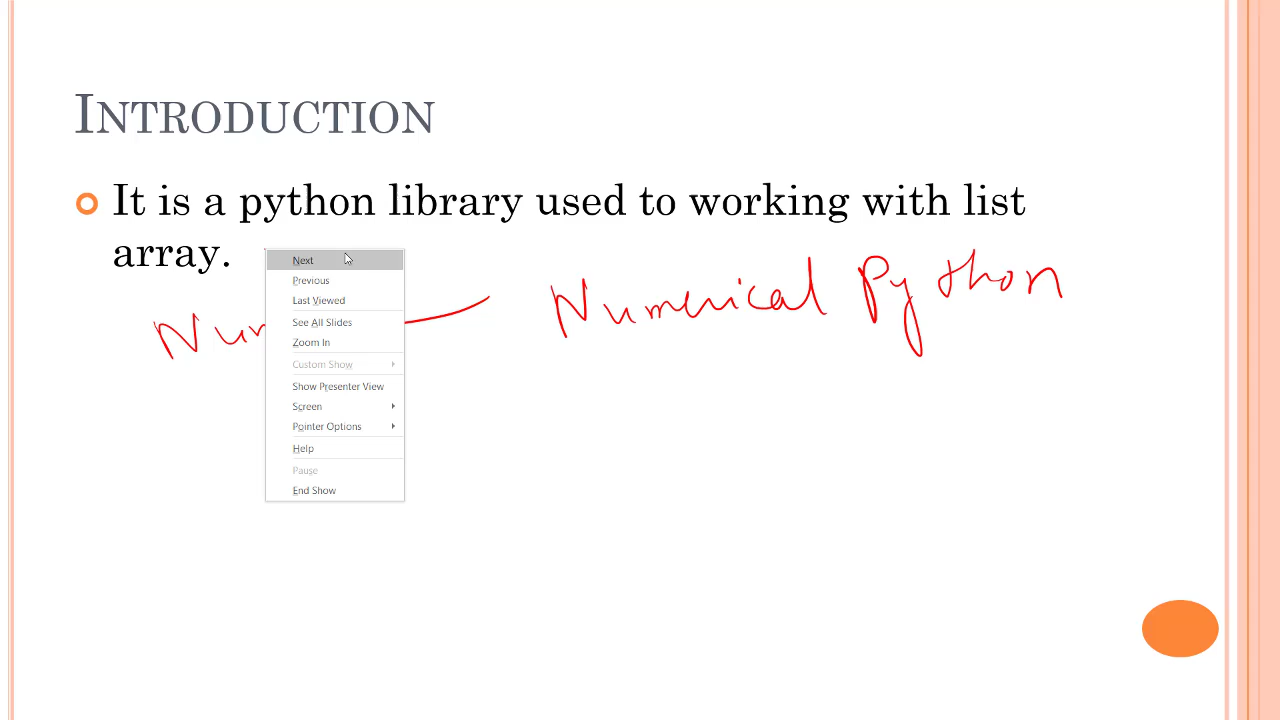 INTRODUCTION
It is a python library used to working with list
array.
Numerical Python
Next
Previous
Last Viewed
See All Slides
Zoom In
Custom Show
Show Presenter View
Screen
Pointer Options
Help
Pause
End Show